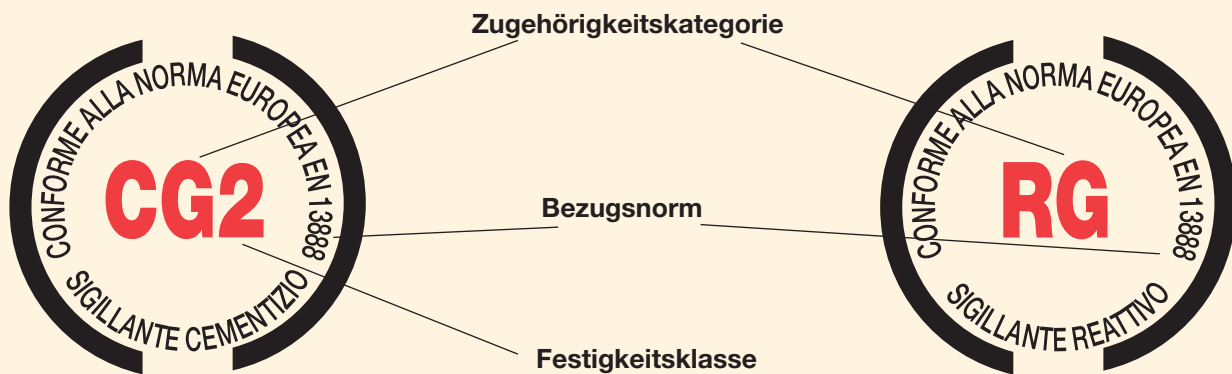 Zugehörigkeitskategorie
CONFORME ALLA NORMA EUROPEA EN 13888
CG2
SIGILLANTE CEMENTIZIO
CONFORME ALLA NORMA EUROPEA EN 13888
RG
SIGILLANTE REATTIVO
Bezugsnorm
Festigkeitsklasse